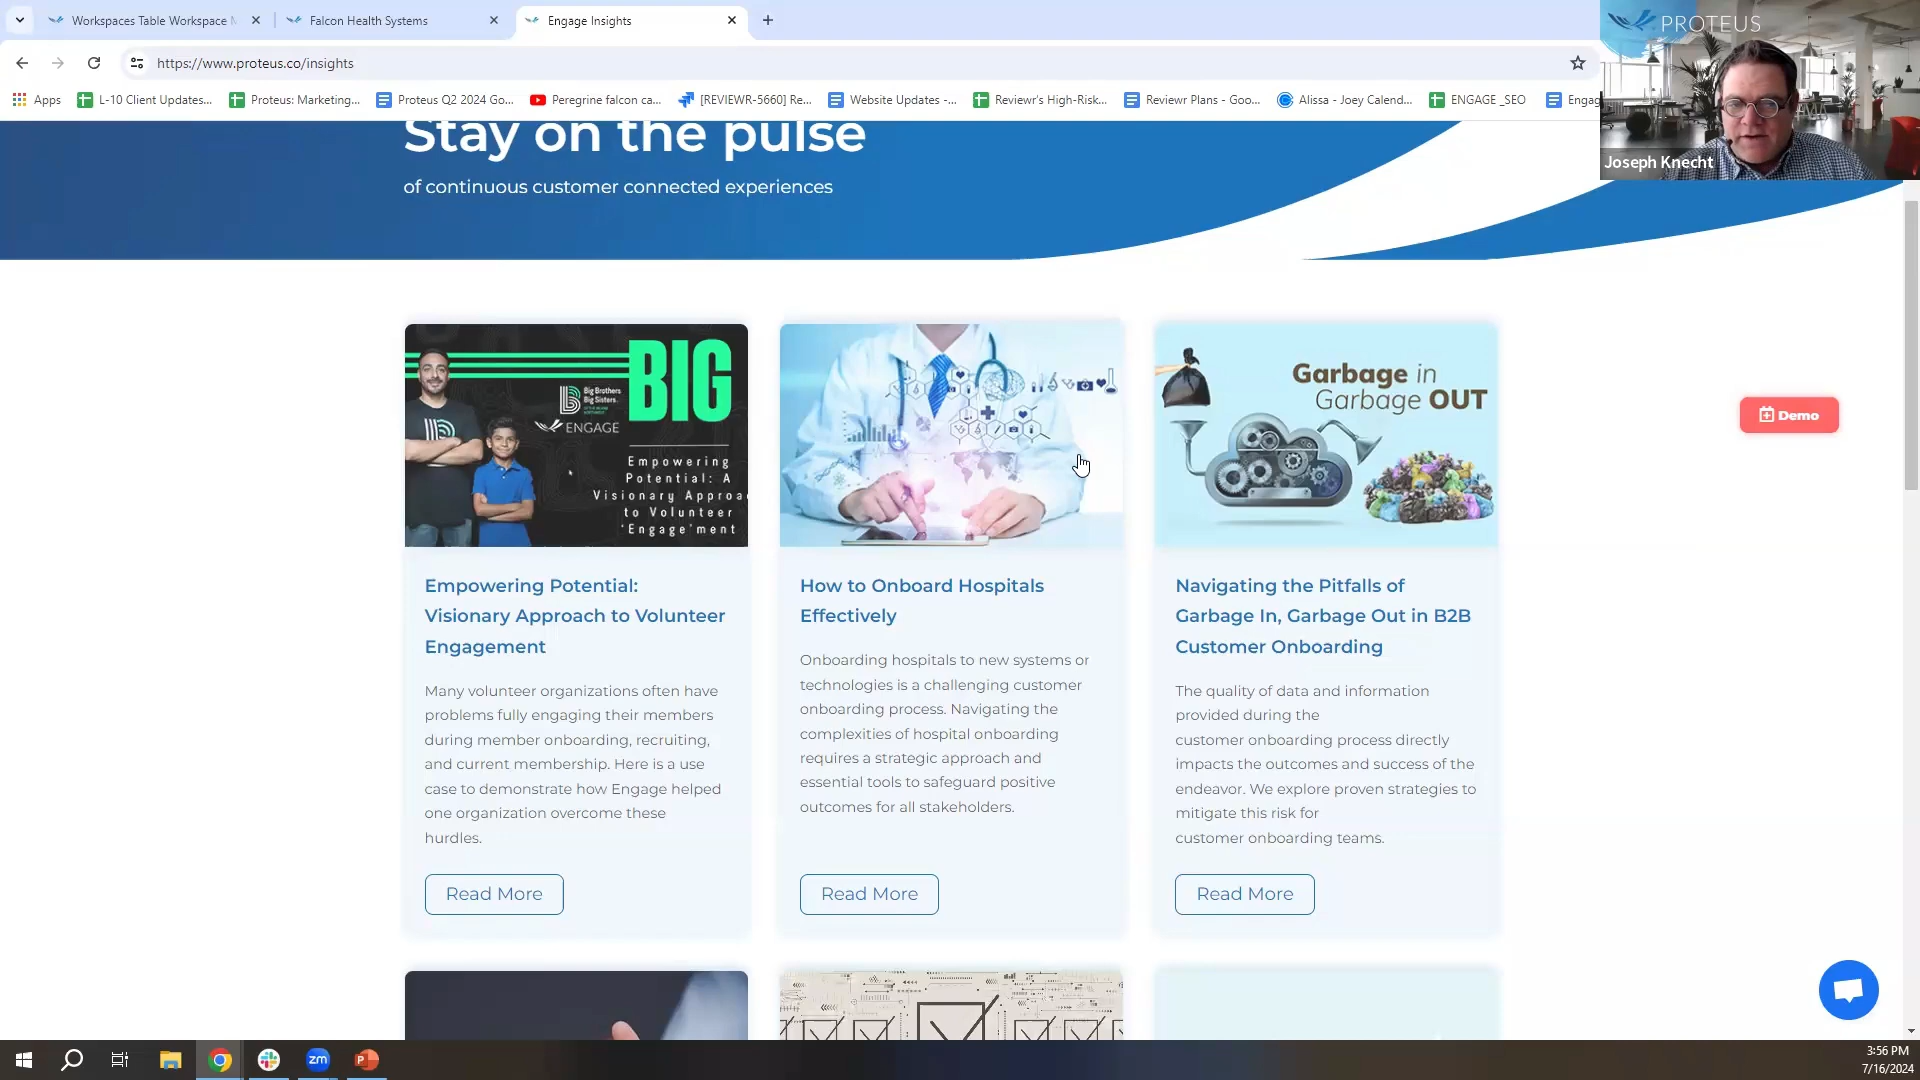 Workspaces Table Workspace
Falcon Health Systems
Engage Insights
PROTEUS
https://www.proteus.co/insights
Apps
L-10 Client Updates...
Proteus: Marketing...
Proteus Q2 2024 Go...
Peregrine falcon ca...
[REVIEWR-5660] Re...
Website Updates -...
Reviewr's High-Risk...
Reviewr Plans - Goo...
Alissa - Joey Calend...
ENGAGE _SEO
Engag
Joseph Knecht
Stay on the pulse
of continuous customer connected experiences
BIG
Big Brothers
Big Sisters.
ENGAGE
Empowering
Potential: A
Visionary Approa
to Volunteer
'Engage'ment
Garbage in
Garbage OUT
Demo
Empowering Potential:
Visionary Approach to Volunteer
Engagement
Many volunteer organizations often have
problems fully engaging their members
during member onboarding, recruiting,
and current membership. Here is a use
case to demonstrate how Engage helped
one organization overcome these
hurdles.
Read More
How to Onboard Hospitals
Effectively
Onboarding hospitals to new systems or
technologies is a challenging customer
onboarding process. Navigating the
complexities of hospital onboarding
requires a strategic approach and
essential tools to safeguard positive
outcomes for all stakeholders.
Read More
Navigating the Pitfalls of
Garbage In, Garbage Out in B2B
Customer Onboarding
The quality of data and information
provided during the
customer onboarding process directly
impacts the outcomes and success of the
endeavor. We explore proven strategies to
mitigate this risk for
customer onboarding teams.
Read More
zm
P
3:56 PM
7/16/2024